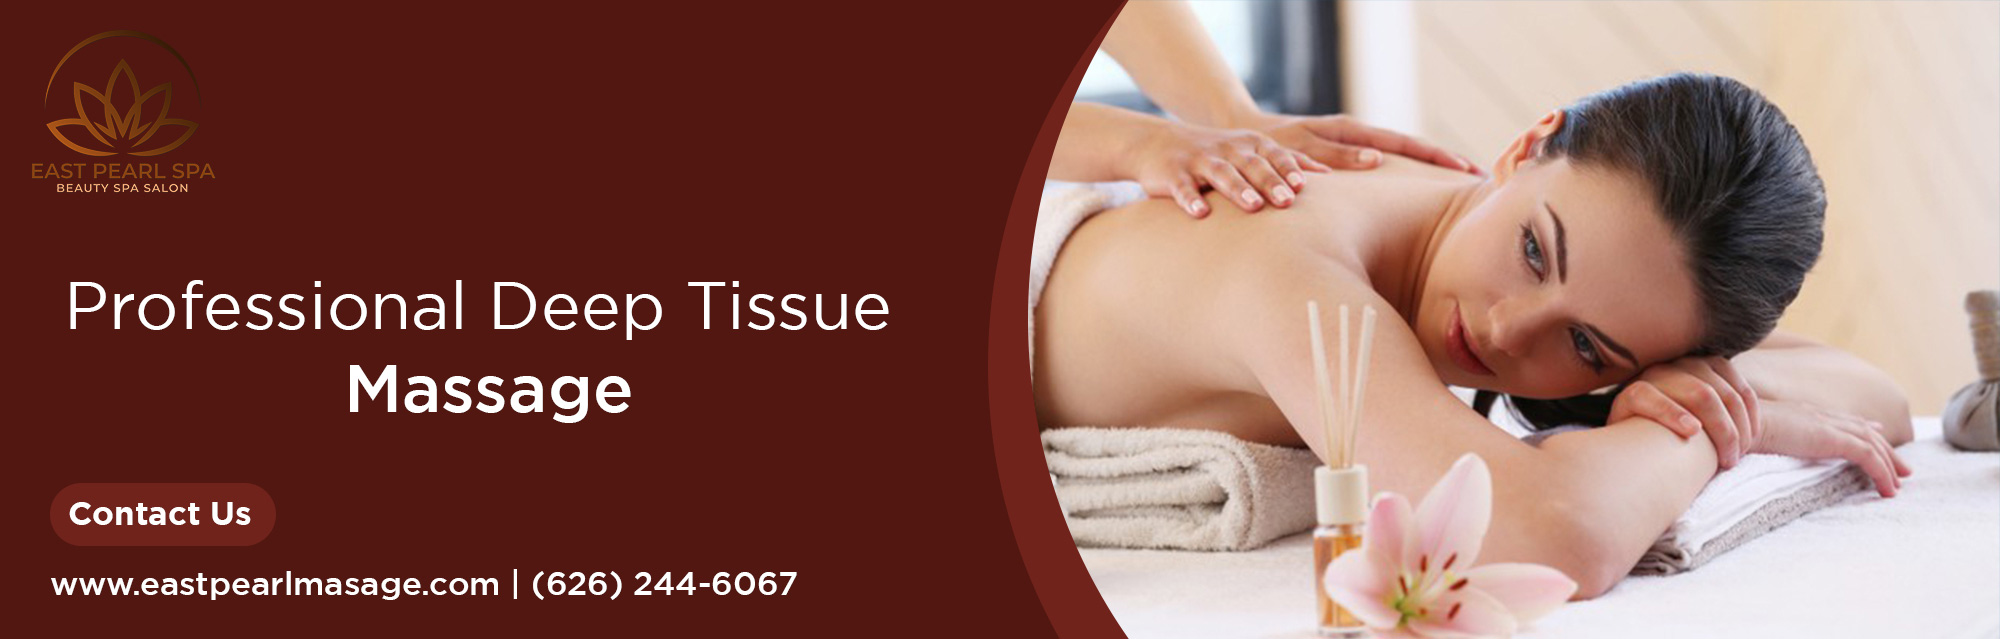 EAST PEARL SPA
BEAUTY SPA SALON
Professional Deep Tissue
Massage
Contact Us
www.eastpearlmasage.com | (626) 244-6067